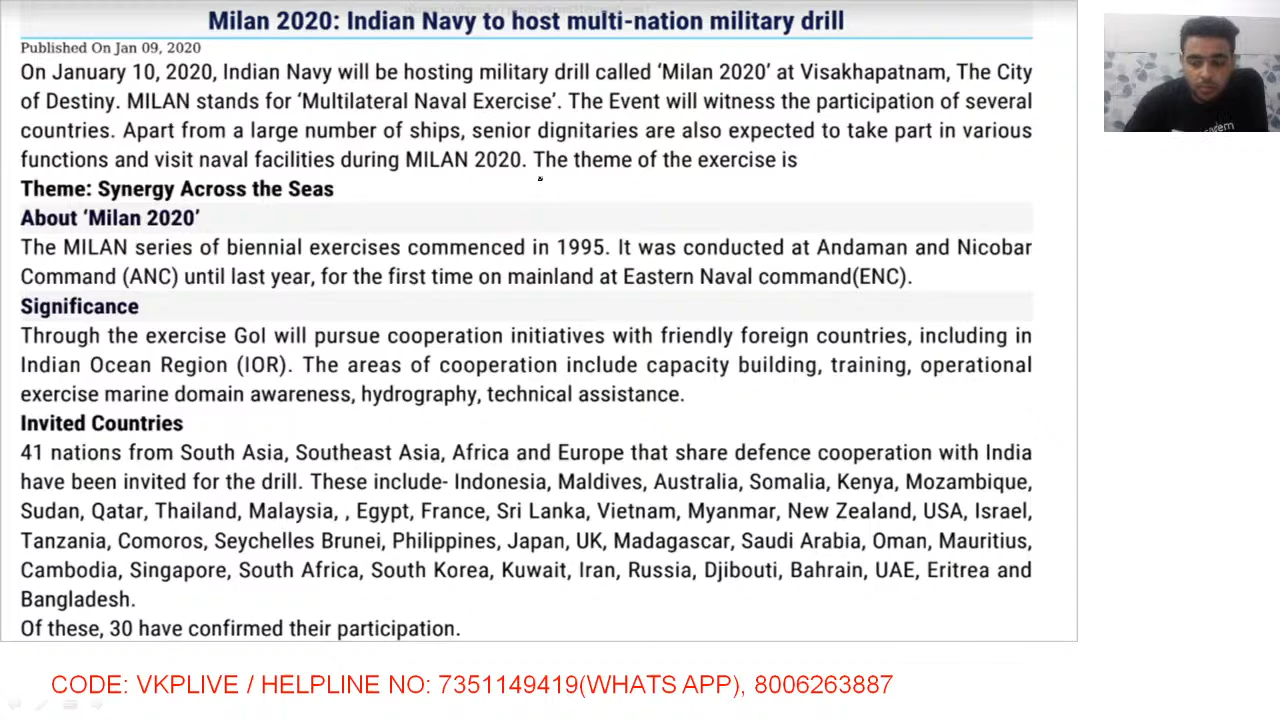 Milan 2020: Indian Navy to host multi-nation military drill
Published On Jan 09, 2020
On January 10, 2020, Indian Navy will be hosting military drill called ‘Milan 2020’ at Visakhapatnam, The City
of Destiny. MILAN stands for ‘Multilateral Naval Exercise’. The Event will witness the participation of several
countries. Apart from a large number of ships, senior dignitaries are also expected to take part in various
functions and visit naval facilities during MILAN 2020. The theme of the exercise is
Theme: Synergy Across the Seas
About ‘Milan 2020’
The MILAN series of biennial exercises commenced in 1995. It was conducted at Andaman and Nicobar
Command (ANC) until last year, for the first time on mainland at Eastern Naval command(ENC).
Significance
Through the exercise GoI will pursue cooperation initiatives with friendly foreign countries, including in
Indian Ocean Region (IOR). The areas of cooperation include capacity building, training, operational
exercise marine domain awareness, hydrography, technical assistance.
Invited Countries
41 nations from South Asia, Southeast Asia, Africa and Europe that share defence cooperation with India
have been invited for the drill. These include- Indonesia, Maldives, Australia, Somalia, Kenya, Mozambique,
Sudan, Qatar, Thailand, Malaysia, , Egypt, France, Sri Lanka, Vietnam, Myanmar, New Zealand, USA, Israel,
Tanzania, Comoros, Seychelles Brunei, Philippines, Japan, UK, Madagascar, Saudi Arabia, Oman, Mauritius,
Cambodia, Singapore, South Africa, South Korea, Kuwait, Iran, Russia, Djibouti, Bahrain, UAE, Eritrea and
Bangladesh.
Of these, 30 have confirmed their participation.
CODE: VKPLIVE / HELPLINE NO: 7351149419(WHATS APP), 8006263887